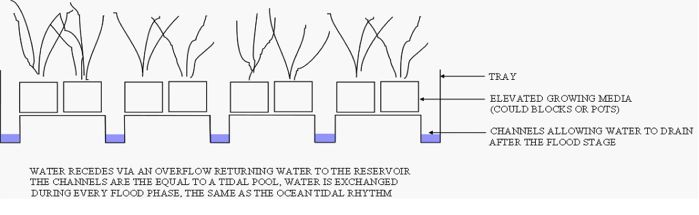 TRAY
ELEVATED GROWING MEDIA
(COULD BLOCKS OR POTS)
CHANNELS ALLOWING WATER TO DRAIN
AFTER THE FLOOD STAGE
WATER RECEDES VIA AN OVERFLOW RETURNING WATER TO THE RESERVOIR
THE CHANNELS ARE THE EQUAL TO A TIDAL POOL, WATER IS EXCHANGED
DURING EVERY FLOOD PHASE, THE SAME AS THE OCEAN TIDAL RHYTHM